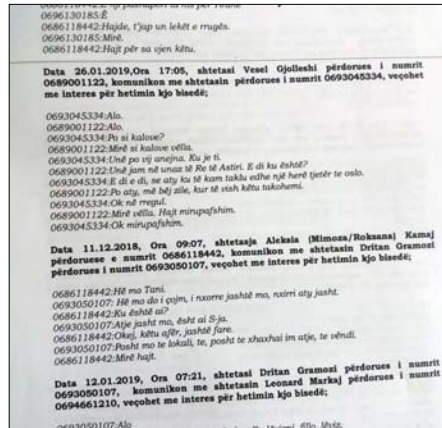 0696130185:Ë
0696130185:Hajde, t'jap un lekët e rrugës.
0696130185:Mirë.
0686118442:Hajt për sa vjen këtu.
Data 26.01.2019,Ora 17:05, shtetasi Vesel Gjolleshi përdorues i numrit
0689001122, komunikon me shtetasin përdorues i numrit 0693045334, veçohet
me interes për hetimin kjo bisedë;
0693045334:Alo.
0689001122:Alo.
0693045334:Po si kalove?
0689001122:Mirë si kalove vëlla.
0693045334:Unë po vij anejna. Ku je ti.
0689001122:Unë jam në unaz të Re të Astiri. E di ku është?
0693045334:E di e di, se aty ku të kam taklu edhe një herë tjetër te oslo.
0689001122:Po aty, më bëj zile, kur të vish këtu takohemi.
0693045334:Ok në rregul.
0689001122:Mirë vëlla. Hajt mirupafshim.
0693045334:Ok mirupafshim.
Data 11.12.2018, Ora 09:07, shtetasja Aleksia (Mimoza/Roksana) Kamaj
përdoruese e numrit 0686118442, komunikon me shtetasin Dritan Gramozi
përdorues i numrit 0693050107, veçohet me interes për hetimin kjo bisedë;
0686118442:Hë mo Tani.
0693050107:Hë mo do i çojm, i nxorre jashtë mo, nxirri aty jasht.
0686118442:Ku është ai?
0693050107:Atje jasht mo, ësht ai S-ja.
0686118442:Okej, këtu afër, jashtë fare.
0693050107:Posht mo te lokali, te, posht te xhaxhai im atje, te vëndi.
0686118442:Mirë hajt.
Data 12.01.2019, Ora 07:21, shtetasi Dritan Gramozi përdorues i numrit
0693050107, komunikon me shtetasin Leonard Markaj përdorues i numrit
0694661210, veçohet me interes për hetimin kjo bisedë;
0693050107:Alo